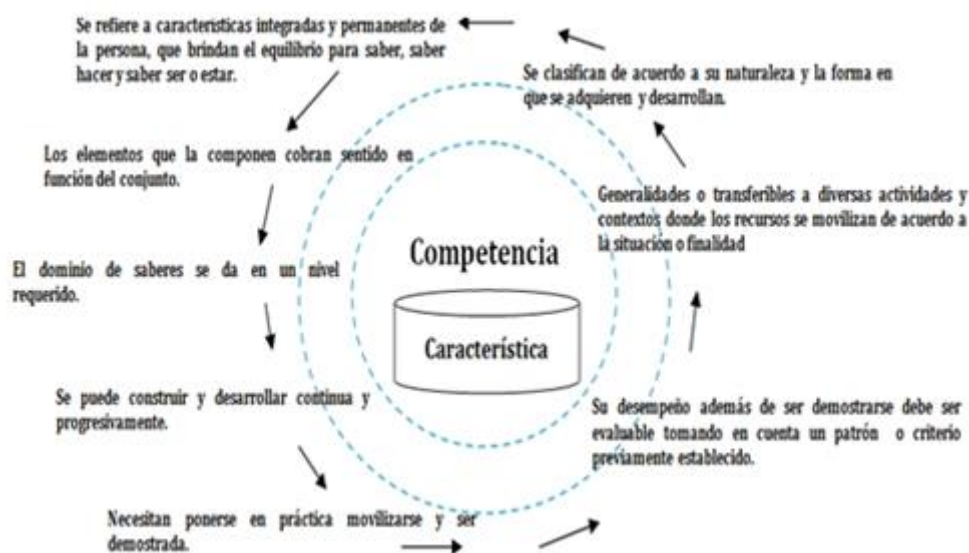 Se refiere a características integradas y permanentes de
la persona, que brindan el equilibrio para saber, saber
hacer y saber ser o estar.
Los elementos que la componen cobran sentido en
función del conjunto.
El dominio de saberes se da en un nivel
requerido.
Se puede construir y desarrollar continua y
progresivamente.
Necesitan ponerse en práctica movilizarse y ser
demostrada.
Su desempeño además de ser demostrarse debe ser
evaluable tomando en cuenta un patrón o criterio
previamente establecido.
Generalidades o transferibles a diversas actividades y
contextos donde los recursos se movilizan de acuerdo a
la situación o finalidad
Se clasifican de acuerdo a su naturaleza y la forma en
que se adquieren y desarrollan.
Competencia
Característica